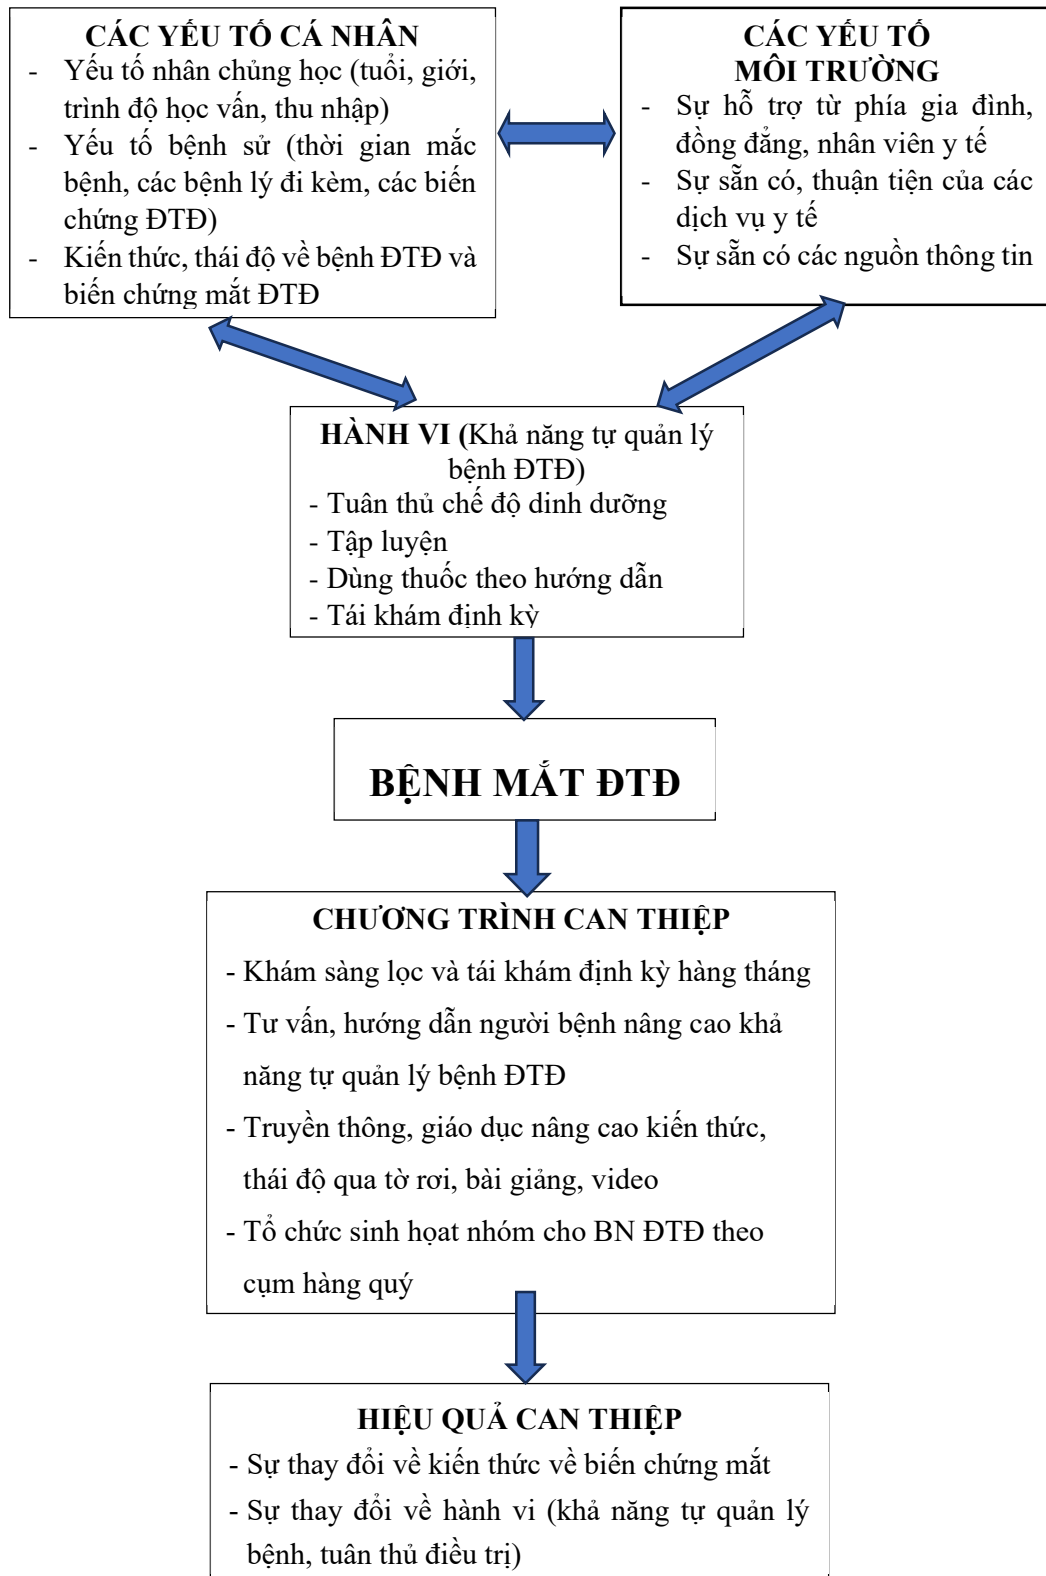 CÁC YẾU TỐ CÁ NHÂN
- Yếu tố nhân chủng học (tuổi, giới,
trình độ học vấn, thu nhập)
- Yếu tố bệnh sử (thời gian mắc
bệnh, các bệnh lý đi kèm, các biến
chứng ĐTĐ)
- Kiến thức, thái độ về bệnh ĐTĐ và
biến chứng mắt ĐTĐ
CÁC YẾU TỐ
MÔI TRƯỜNG
- Sự hỗ trợ từ phía gia đình,
đồng đẳng, nhân viên y tế
- Sự sẵn có, thuận tiện của các
dịch vụ y tế
- Sự sẵn có các nguồn thông tin
HÀNH VI (Khả năng tự quản lý
bệnh ĐTĐ)
- Tuân thủ chế độ dinh dưỡng
- Tập luyện
- Dùng thuốc theo hướng dẫn
- Tái khám định kỳ
BỆNH MẮT ĐTĐ
CHƯƠNG TRÌNH CAN THIỆP
- Khám sàng lọc và tái khám định kỳ hàng tháng
- Tư vấn, hướng dẫn người bệnh nâng cao khả
năng tự quản lý bệnh ĐTĐ
- Truyền thông, giáo dục nâng cao kiến thức,
thái độ qua tờ rơi, bài giảng, video
- Tổ chức sinh họat nhóm cho BN ĐTĐ theo
cụm hàng quý
HIỆU QUẢ CAN THIỆP
- Sự thay đổi về kiến thức về biến chứng mắt
- Sự thay đổi về hành vi (khả năng tự quản lý
bệnh, tuân thủ điều trị)